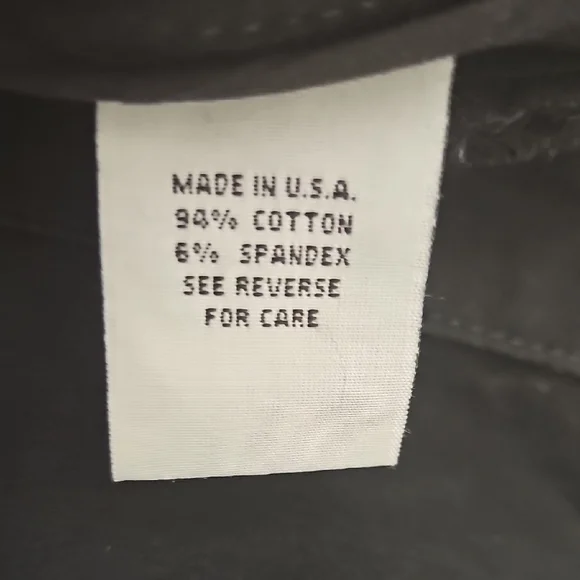 MADE IN U.S.A.
94% COTTON
6% SPANDEX
SEE REVERSE
FOR CARE